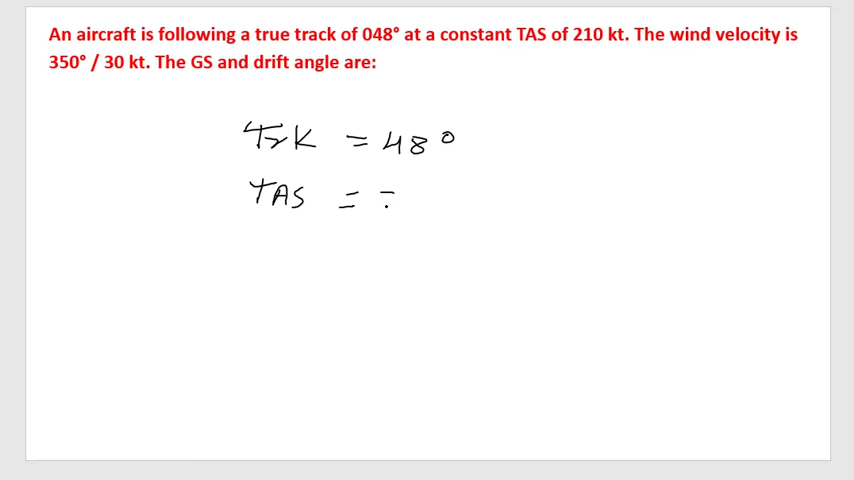 An aircraft is following a true track of 048° at a constant TAS of 210 kt. The wind velocity is
350° / 30 kt. The GS and drift angle are:
TrK = 48°
TAS =